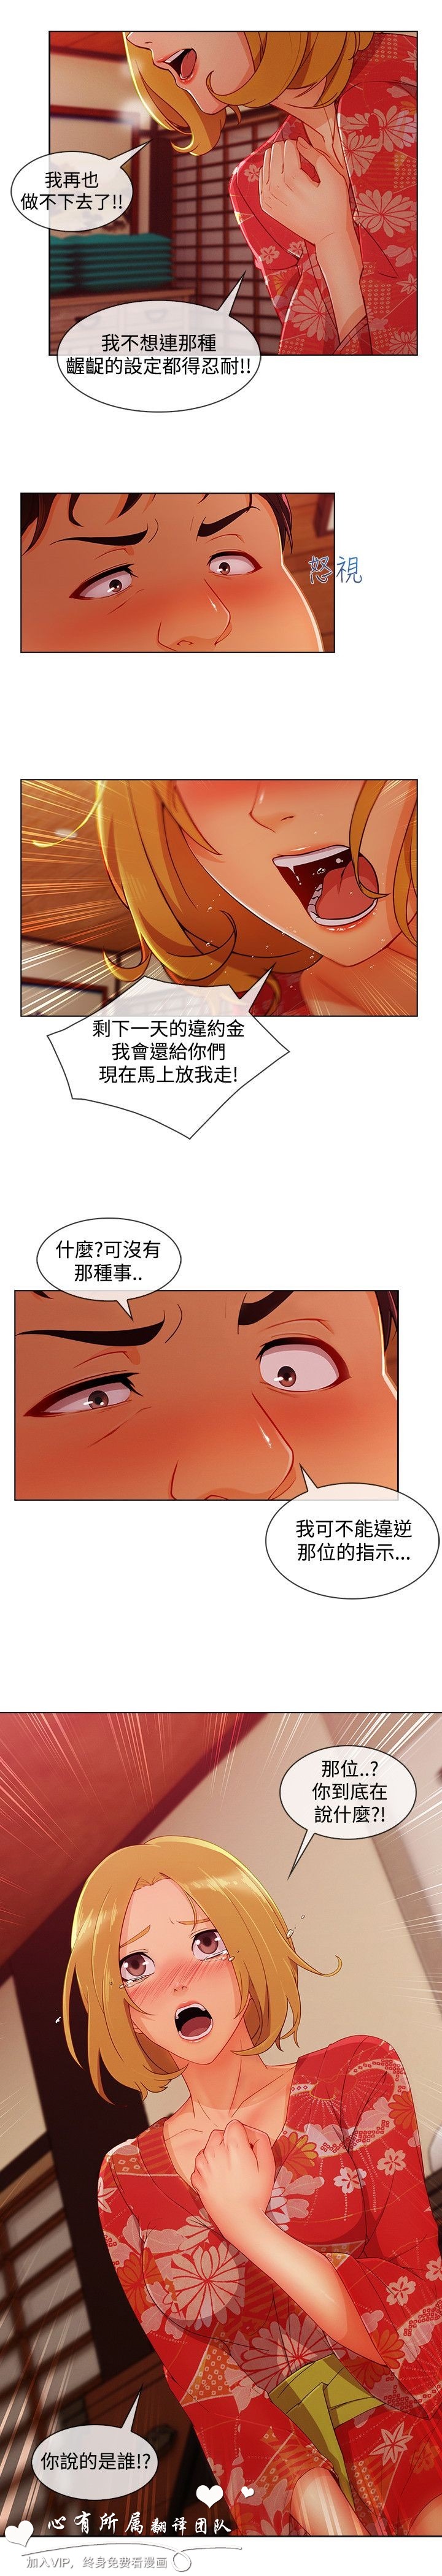 我再也
做不下去了!!
我不想連那種
齷齪的設定都得忍耐!!
怒視
剩下一天的違約金
我會還給你們
現在馬上放我走!
什麼?可沒有
那種事..
我可不能違逆
那位的指示...
那位..?
你到底在
說什麼?!
你說的是誰!?
心有所属翻译团队
加入VIP，终身免费看漫画